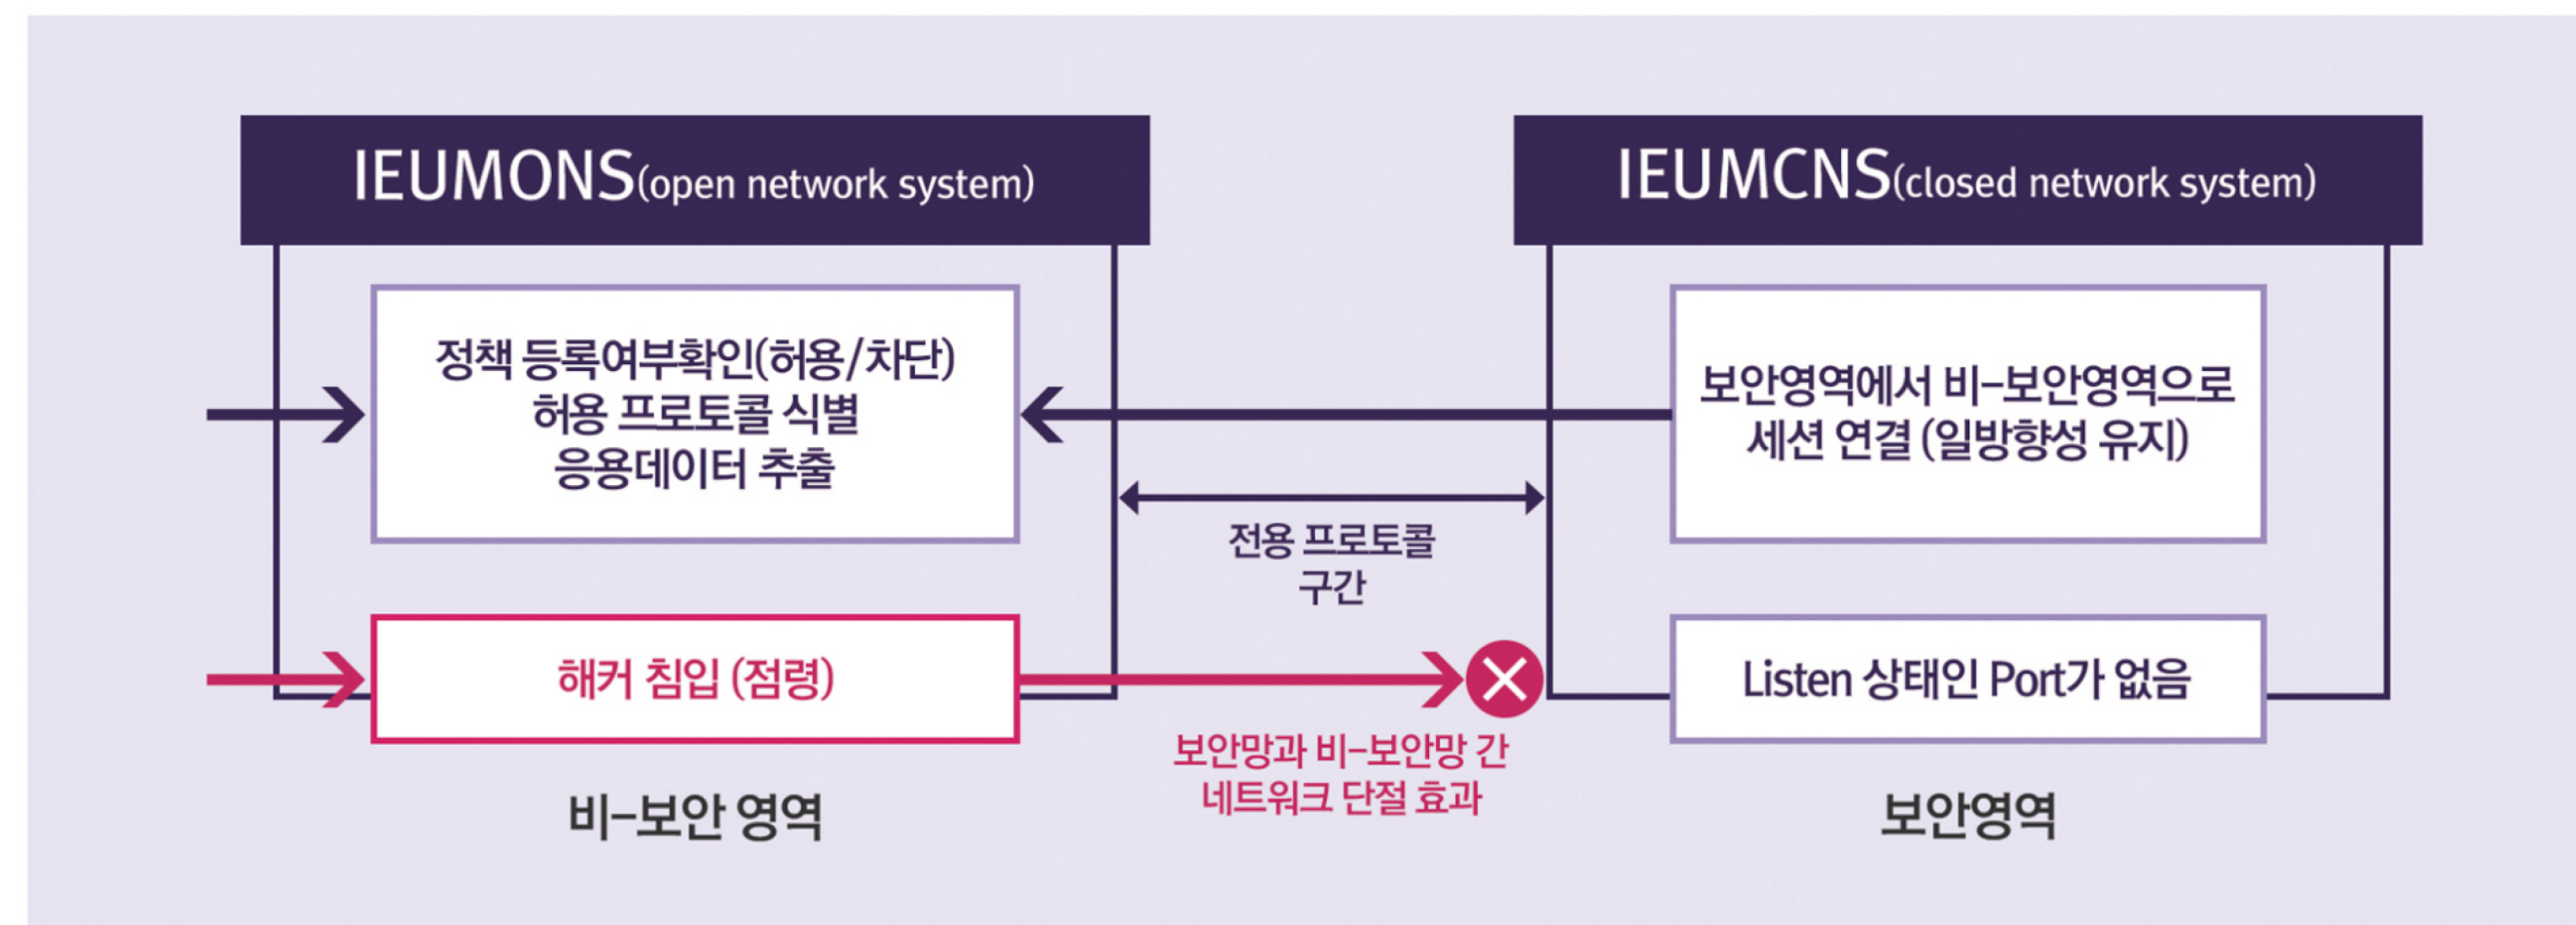 IEUMONS(open network system)
정책 등록여부확인(허용/차단)
허용 프로토콜 식별
응용데이터 추출
해커 침입 (점령)
비-보안 영역
전용 프로토콜
구간
보안망과 비-보안망 간
네트워크 단절 효과
IEUMCNS(closed network system)
보안영역에서 비-보안영역으로
세션 연결 (일방향성 유지)
Listen 상태인 Port가 없음
보안영역